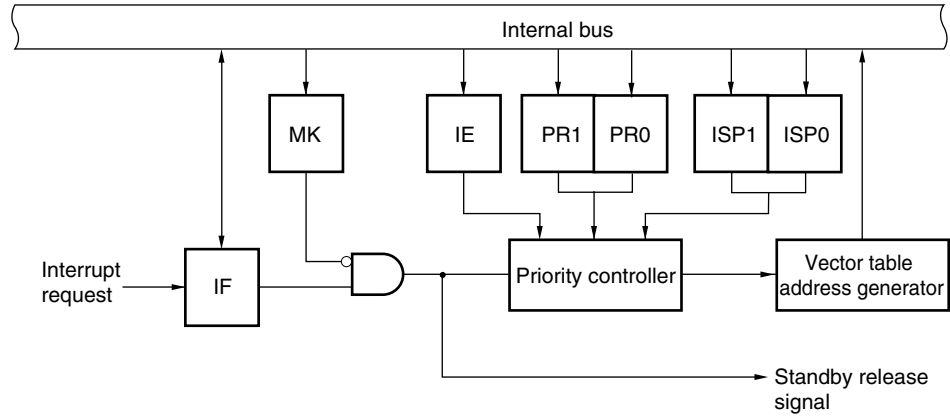 Internal bus
MK
IE
PR1
PR0
ISP1
ISP0
Interrupt
request
IF
Priority controller
Vector table
address generator
Standby release
signal